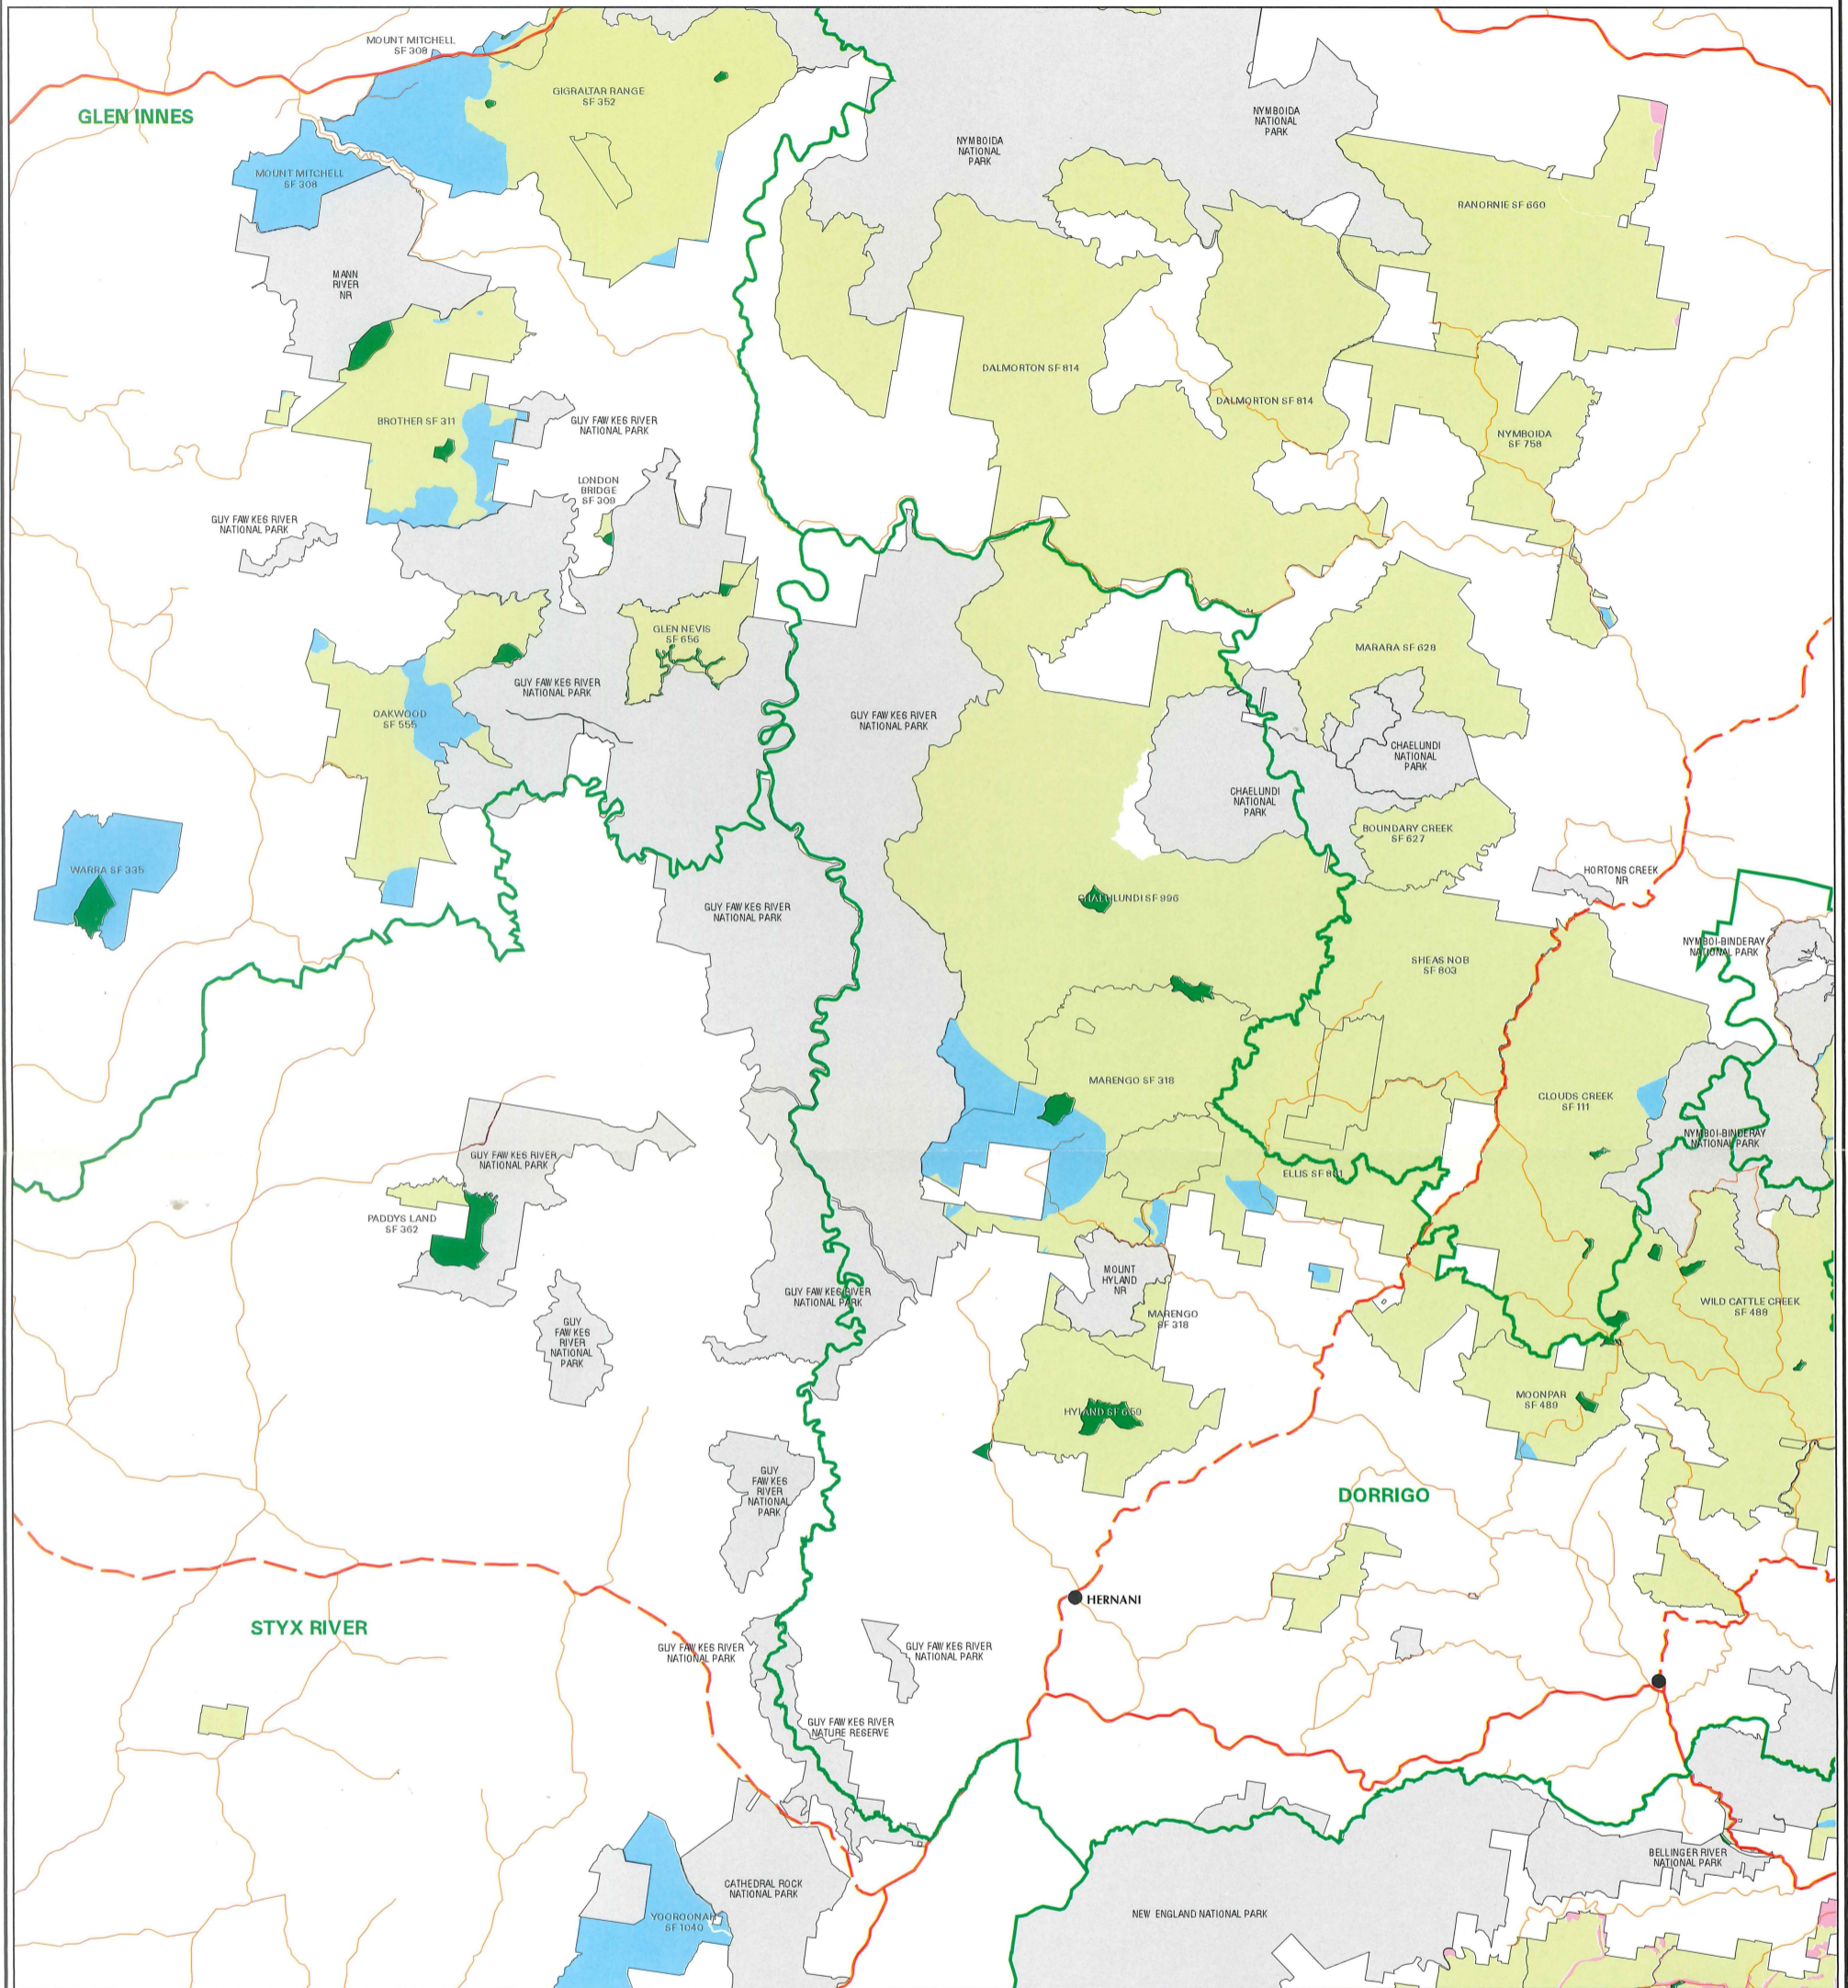 MOUNT MITCHELL
SF 308
GLEN INNES
GIGRALTAR RANGE
SF 352
NYMBOIDA
NATIONAL
PARK
NYMBOIDA
NATIONAL
PARK
MOUNT MITCHELL
SF 308
RANORNIE SF 660
MANN
RIVER
NR
DALMORTON SF 814
DALMORTON SF 814
BROTHER SF 311
GUY FAWKES RIVER
NATIONAL PARK
NYMBOIDA
SF 758
LONDON
BRIDGE
SF 309
GUY FAWKES RIVER
NATIONAL PARK
GLEN NEVIS
SF 656
MARARA SF 628
GUY FAWKES RIVER
NATIONAL PARK
OAKWOOD
SF 555
GUY FAWKES RIVER
NATIONAL PARK
CHAELUNDI
NATIONAL
PARK
CHAELUNDI
NATIONAL
PARK
BOUNDARY CREEK
SF 627
WARRA SF 335
HORTONS CREEK
NR
CHAELUNDI SF 996
GUY FAWKES RIVER
NATIONAL PARK
NYMBOI-BINDERAY
NATIONAL PARK
SHEAS NOB
SF 803
MARENGO SF 318
CLOUDS CREEK
SF 111
NYMBOI-BINDERAY
NATIONAL PARK
GUY FAWKES RIVER
NATIONAL PARK
ELLIS SF 831
PADDYS LAND
SF 362
MOUNT
HYLAND
NR
GUY FAWKES RIVER
NATIONAL PARK
WILD CATTLE CREEK
SF 488
MARENGO
SF 318
GUY
FAWKES
RIVER
NATIONAL
PARK
MOONPAR
SF 489
HYLAND SF 659
GUY
FAWKES
RIVER
NATIONAL
PARK
DORRIGO
HERNANI
STYX RIVER
GUY FAWKES RIVER
NATIONAL PARK
GUY FAWKES RIVER
NATIONAL PARK
GUY FAWKES RIVER
NATURE RESERVE
BELLINGER RIVER
NATIONAL PARK
CATHEDRAL ROCK
NATIONAL PARK
YOOROONAH
SF 1040
NEW ENGLAND NATIONAL PARK